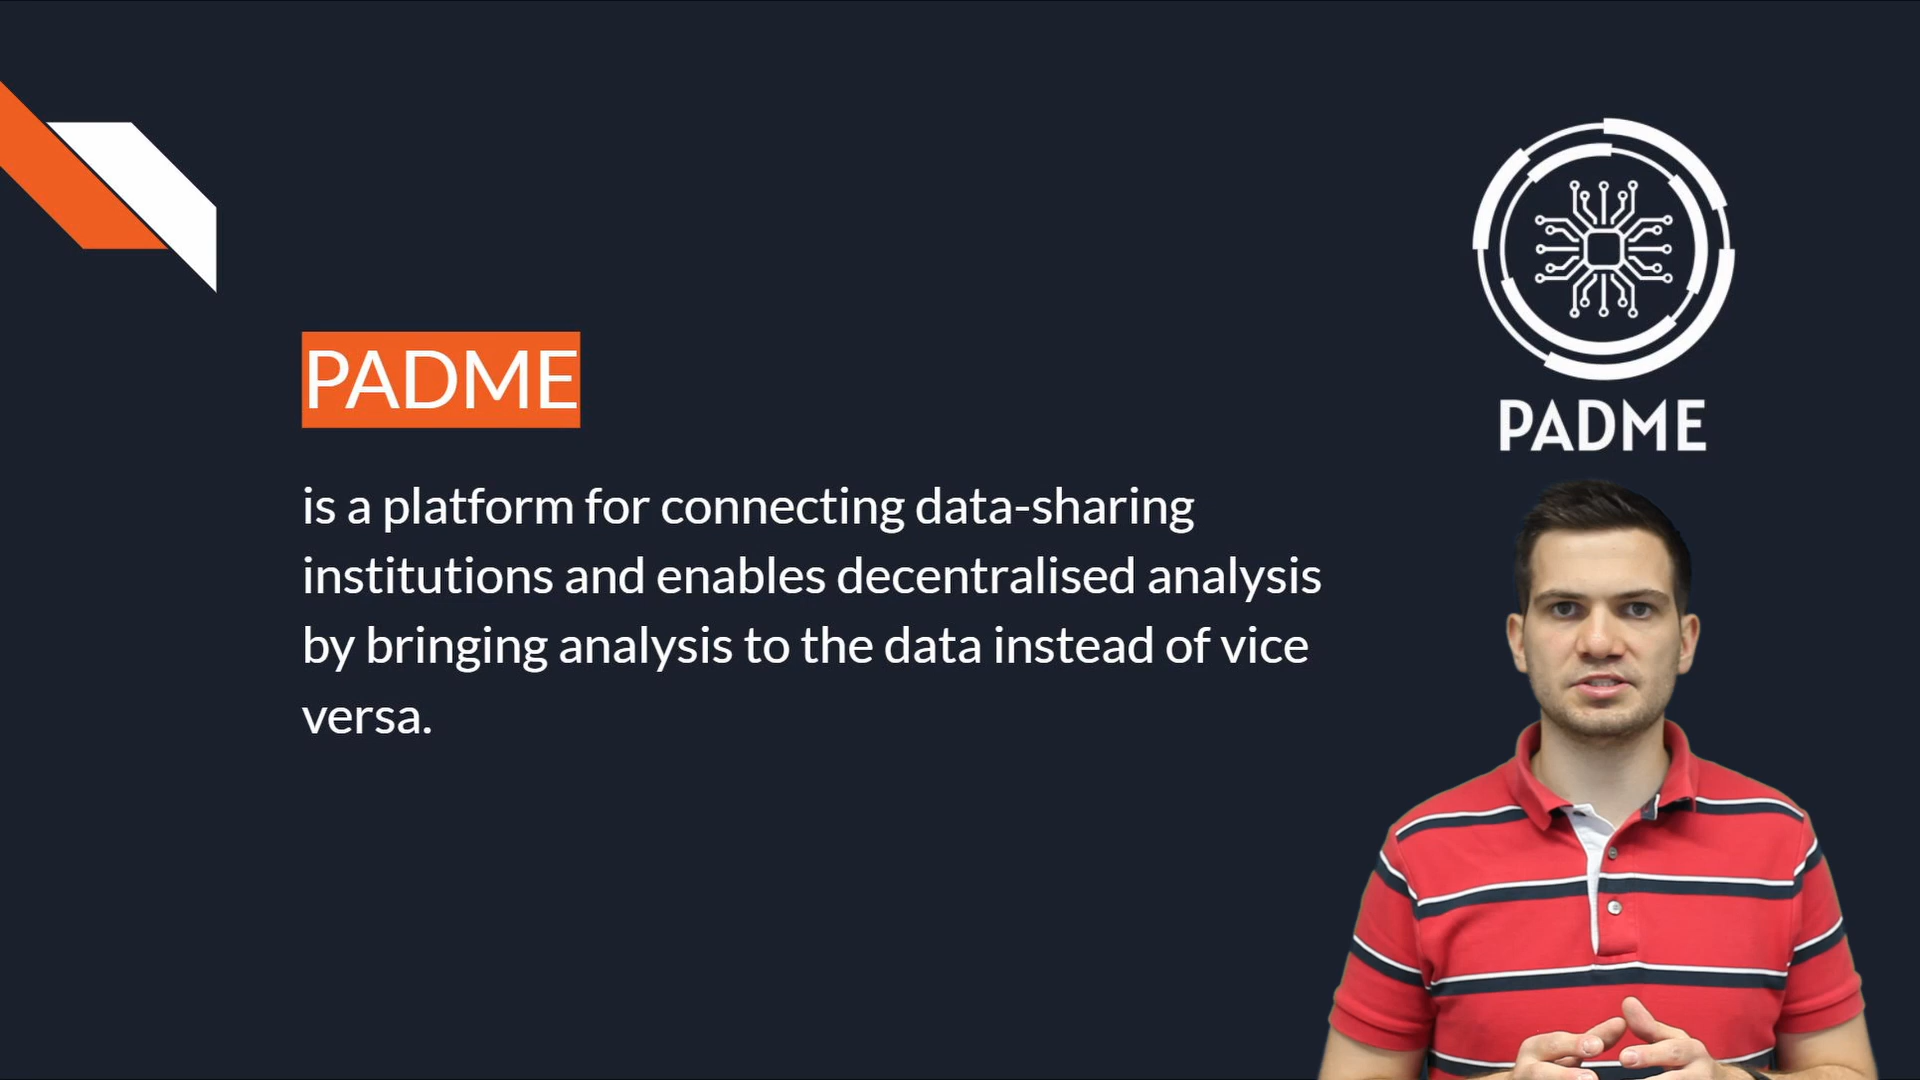 PADME
PADME
is a platform for connecting data-sharing
institutions and enables decentralised analysis
by bringing analysis to the data instead of vice
versa.